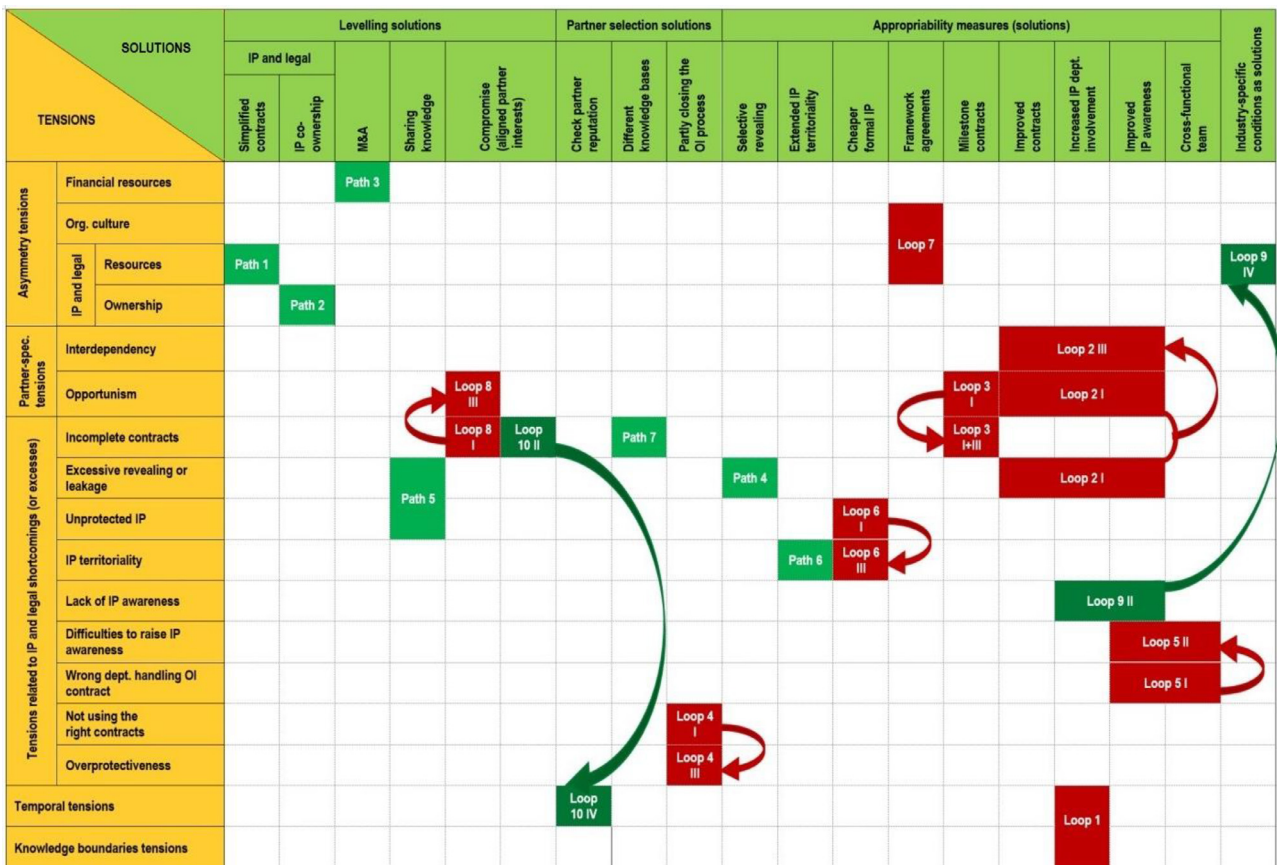 SOLUTIONS
TENSIONS
Levelling solutions
Partner selection solutions
Appropriability measures (solutions)
IP and legal
Simplified
contracts
IP co-
ownership
M&A
Sharing
knowledge
Compromise
(aligned partner
interests)
Check partner
reputation
Different
knowledge bases
Partly closing the
OI process
Selective
revealing
Extended IP
territoriality
Cheaper
formal IP
Framework
agreements
Milestone
contracts
Improved
contracts
Increased IP dept.
involvement
Improved
IP awareness
Cross-functional
team
Industry-specific
conditions as solutions
Asymmetry tensions
Financial resources
Path 3
Org. culture
Loop 7
IP and legal
Resources
Path 1
Loop 9
IV
Ownership
Path 2
Partner-spec.
tensions
Interdependency
Loop 2 III
Opportunism
Loop 8
III
Loop 3
I
Loop 2 I
Tensions related to IP and legal shortcomings (or excesses)
Incomplete contracts
Loop 8
I
Loop
10 II
Path 7
Loop 3
I+III
Excessive revealing or
leakage
Path 5
Path 4
Loop 2 I
Unprotected IP
Loop 6
I
IP territoriality
Path 6
Loop 6
III
Lack of IP awareness
Loop 9 II
Difficulties to raise IP
awareness
Loop 5 II
Wrong dept. handling OI
contract
Loop 5 I
Not using the
right contracts
Loop 4
I
Overprotectiveness
Loop 4
III
Temporal tensions
Loop
10 IV
Loop 1
Knowledge boundaries tensions